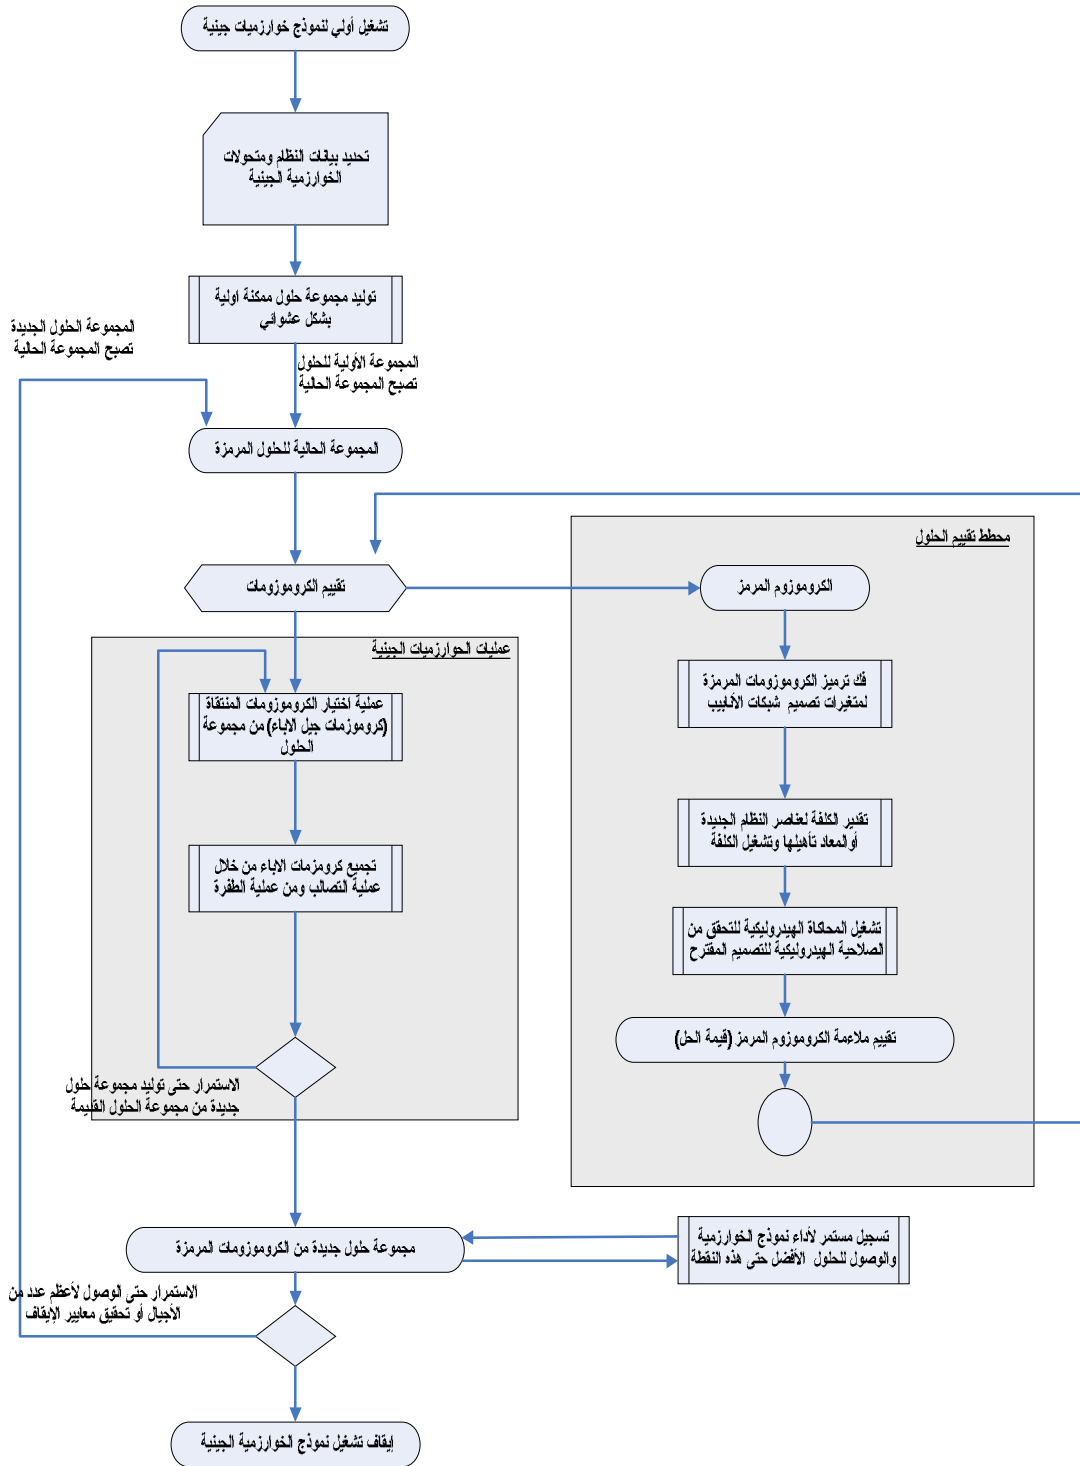 تشغيل أولي لنموذج خوارزميات جينية
تحديد بيانات النظام ومتحولات
الخوارزمية الجينية
توليد مجموعة حلول ممكنة اولية
بشكل عشوائي
المجموعة الحلول الجديدة
تصبح المجموعة الحالية
المجموعة الأولية للحلول
تصبح المجموعة الحالية
المجموعة الحالية للحلول المرمزة
تقييم الكروموزومات
مخطط تقييم الحلول
الكروموزوم المرمز
فك ترميز الكروموزومات المرمزة
لمتغيرات تصميم شبكات الأنابيب
تقدير الكلفة لعناصر النظام الجديدة
أوالمعاد تأهيلها وتشغيل الكلفة
تشغيل المحاكاة الهيدروليكية للتحقق من
الصلاحية الهيدروليكية للتصميم المقترح
تقييم ملاءمة الكروموزوم المرمز (قيمة الحل)
عمليات الحوارزميات الجينية
عملية اختيار الكروموزومات المنتقاة
(كروموزمات جيل الاباء) من مجموعة
الحلول
تجميع كرومزمات الاباء من خلال
عملية التصالب ومن عملية الطفرة
الاستمرار حتى توليد مجموعة حلول
جديدة من مجموعة الحلول القديمة
مجموعة حلول جديدة من الكروموزومات المرمزة
تسجيل مستمر لأداء نموذج الخوارزمية
والوصول للحلول الأفضل حتى هذه النقطة
الاستمرار حتى الوصول لأعظم عدد من
الأجيال أو تحقيق معايير الإيقاف
إيقاف تشغيل نموذج الخوارزمية الجينية